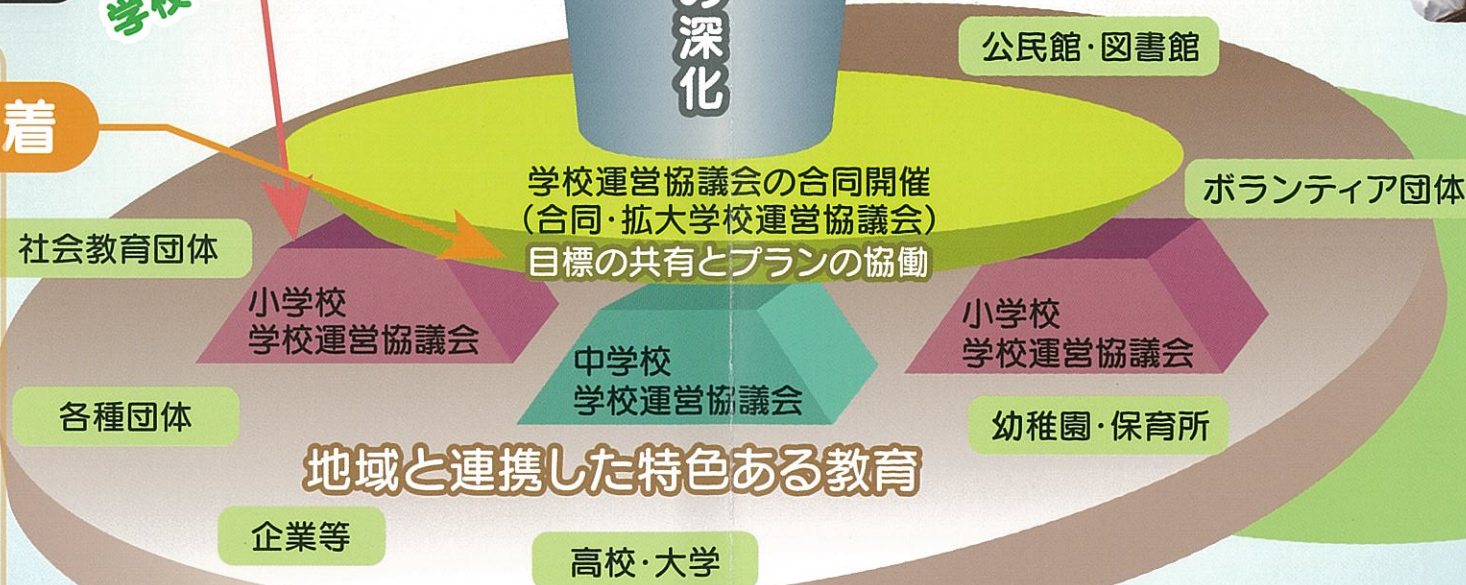 学校
の深化
公民館・図書館
着
学校運営協議会の合同開催
(合同・拡大学校運営協議会)
目標の共有とプランの協働
ボランティア団体
社会教育団体
小学校
学校運営協議会
小学校
学校運営協議会
中学校
学校運営協議会
各種団体
幼稚園・保育所
地域と連携した特色ある教育
企業等
高校・大学